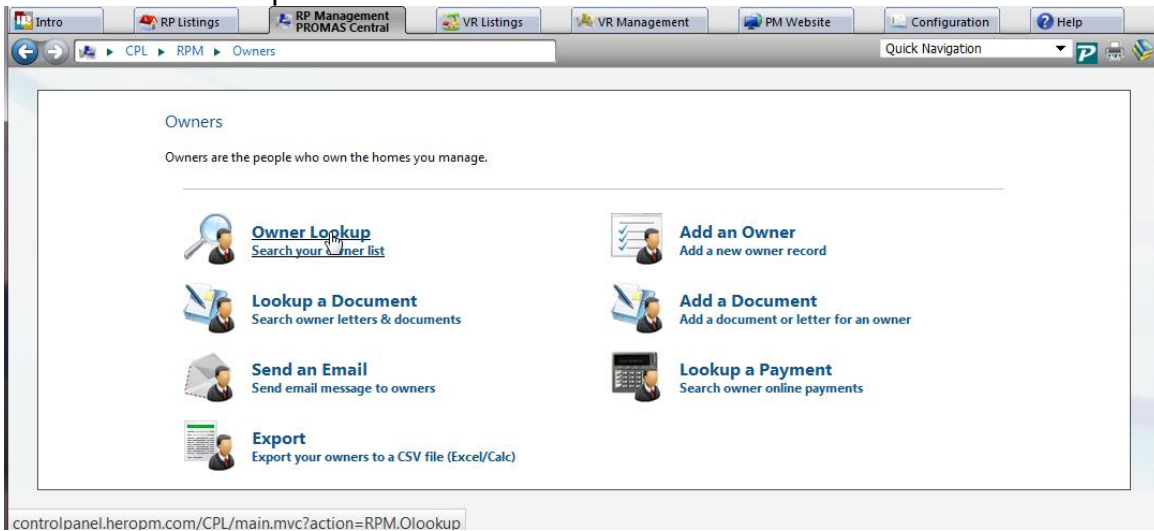 Intro
RP Listings
RP Management
PROMAS Central
VR Listings
VR Management
PM Website
Configuration
Help
CPL ▸ RPM ▸ Owners
Quick Navigation
Owners
Owners are the people who own the homes you manage.
Owner Lookup
Search your owner list
Add an Owner
Add a new owner record
Lookup a Document
Search owner letters & documents
Add a Document
Add a document or letter for an owner
Send an Email
Send email message to owners
Lookup a Payment
Search owner online payments
Export
Export your owners to a CSV file (Excel/Calc)
controlpanel.heropm.com/CPL/main.mvc?action=RPM.Olookup